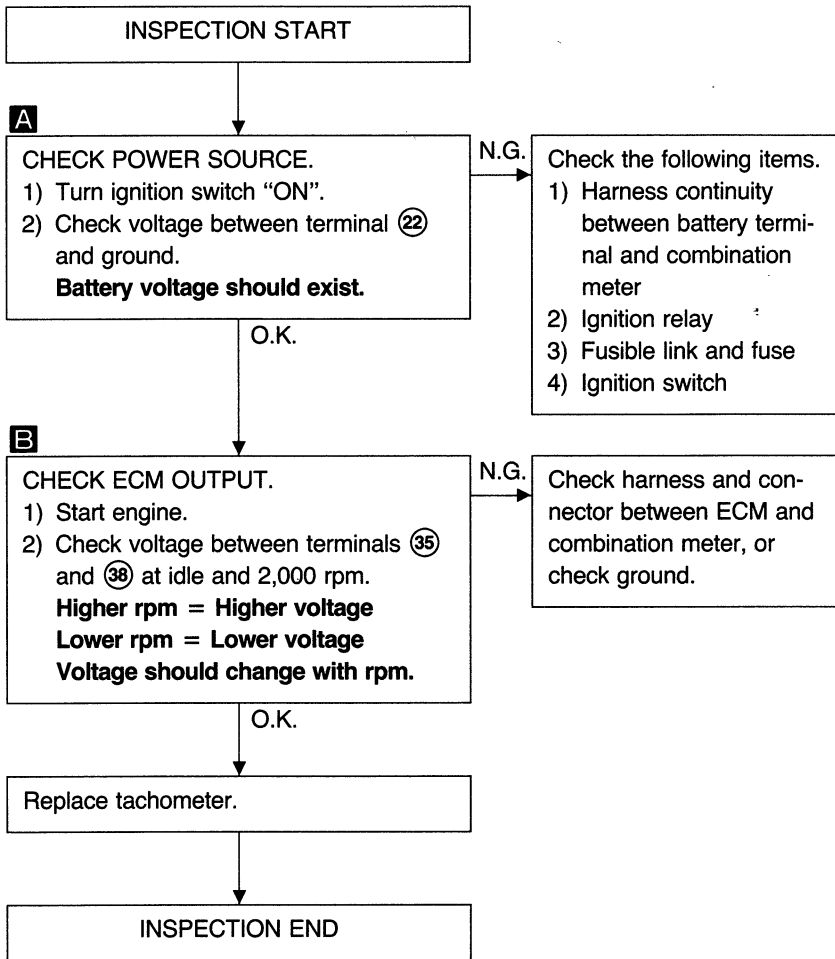 INSPECTION START
A
CHECK POWER SOURCE.
1) Turn ignition switch “ON”.
2) Check voltage between terminal 22
and ground.
Battery voltage should exist.
N.G.
Check the following items.
1) Harness continuity
between battery termi-
nal and combination
meter
2) Ignition relay
3) Fusible link and fuse
4) Ignition switch
O.K.
B
CHECK ECM OUTPUT.
1) Start engine.
2) Check voltage between terminals 35
and 38 at idle and 2,000 rpm.
Higher rpm = Higher voltage
Lower rpm = Lower voltage
Voltage should change with rpm.
N.G.
Check harness and con-
nector between ECM and
combination meter, or
check ground.
O.K.
Replace tachometer.
INSPECTION END